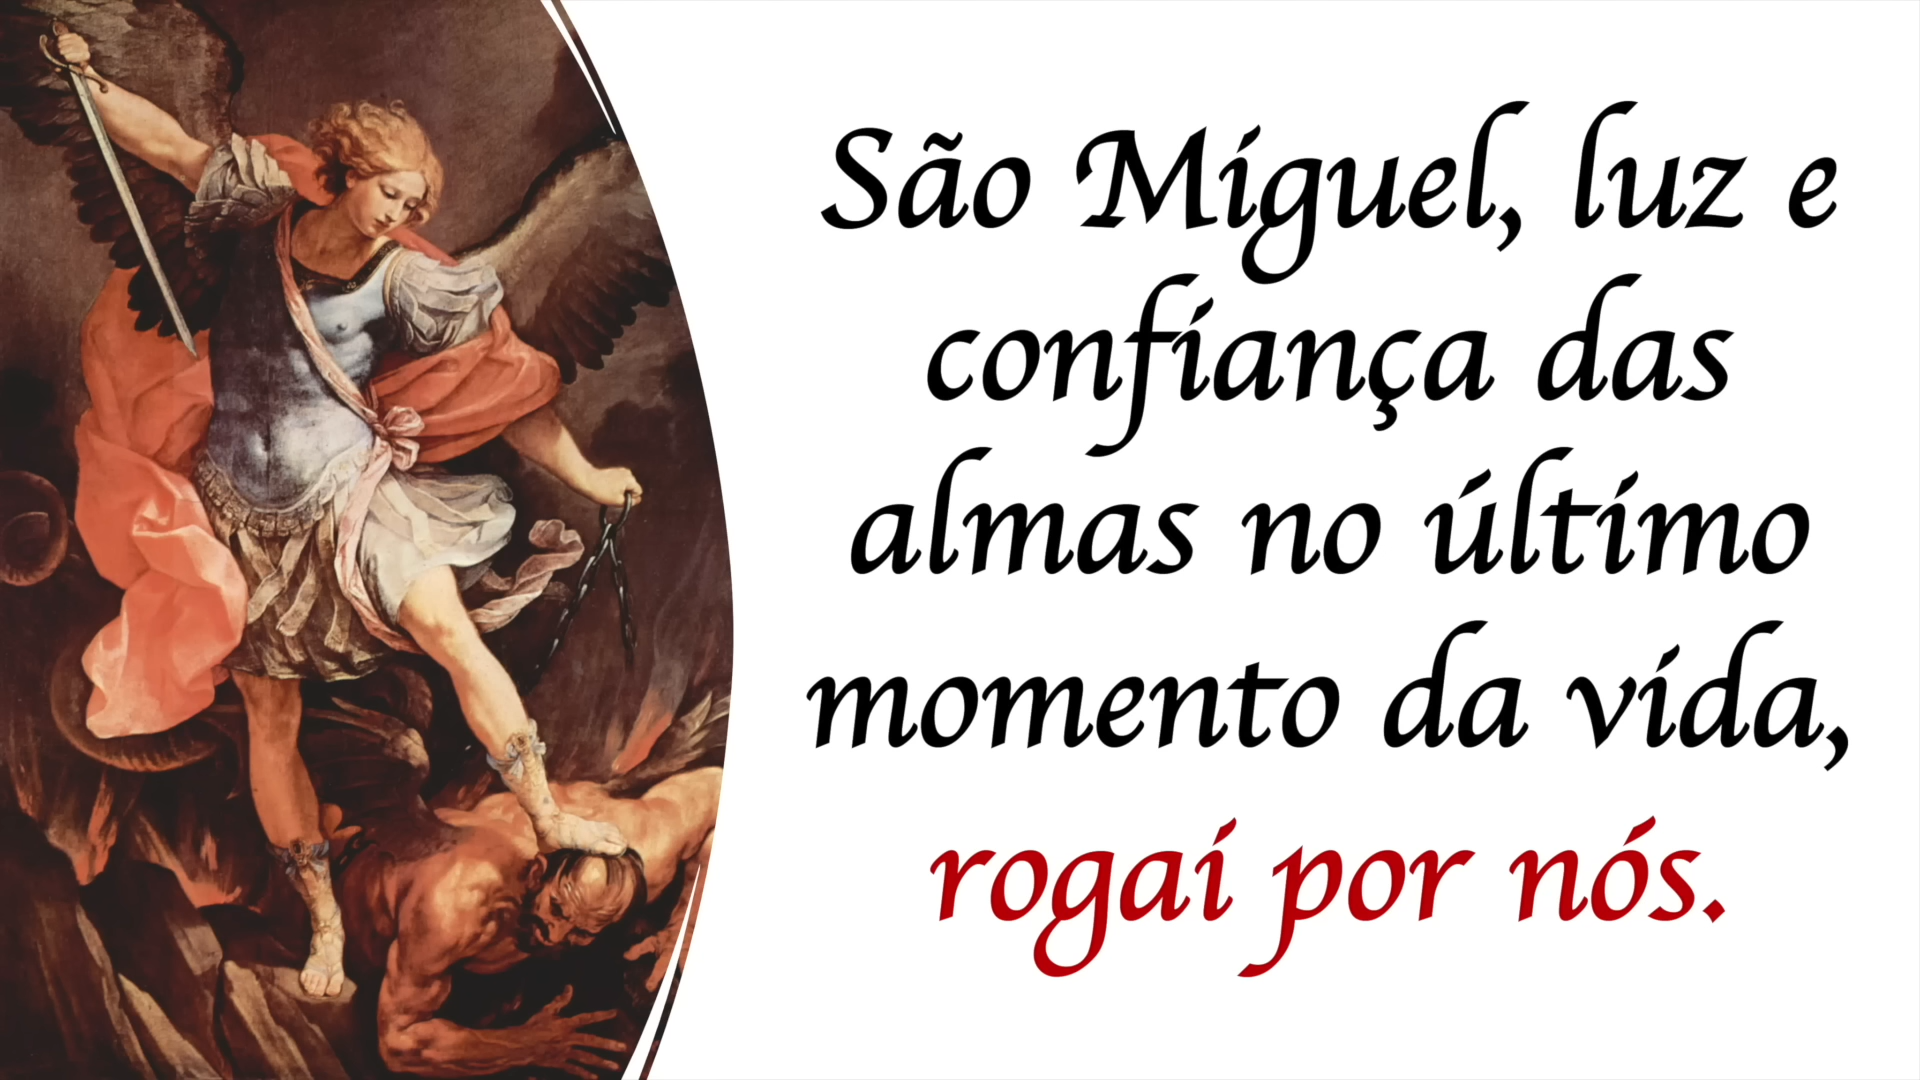 São Miguel, luz e
confiança das
almas no último
momento da vida,
rogai por nós.